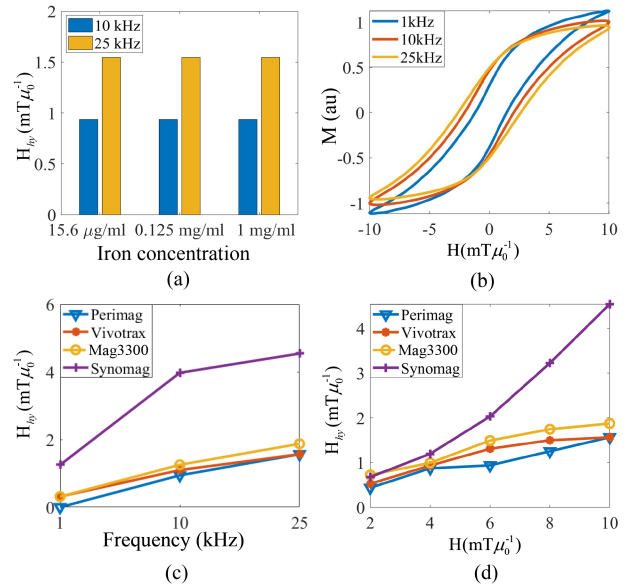 2
1.5
1
0.5
0
H_hy (mTμ₀⁻¹)
10 kHz
25 kHz
15.6 μg/ml 0.125 mg/ml 1 mg/ml
Iron concentration
(a)
1
0.5
0
-0.5
-1
M (au)
1kHz
10kHz
25kHz
-10 -5 0 5 10
H(mTμ₀⁻¹)
(b)
6
4
2
0
H_hy (mTμ₀⁻¹)
Perimag
Vivotrax
Mag3300
Synomag
1 10 25
Frequency (kHz)
(c)
4
3
2
1
0
H_hy (mTμ₀⁻¹)
Perimag
Vivotrax
Mag3300
Synomag
2 4 6 8 10
H(mTμ₀⁻¹)
(d)